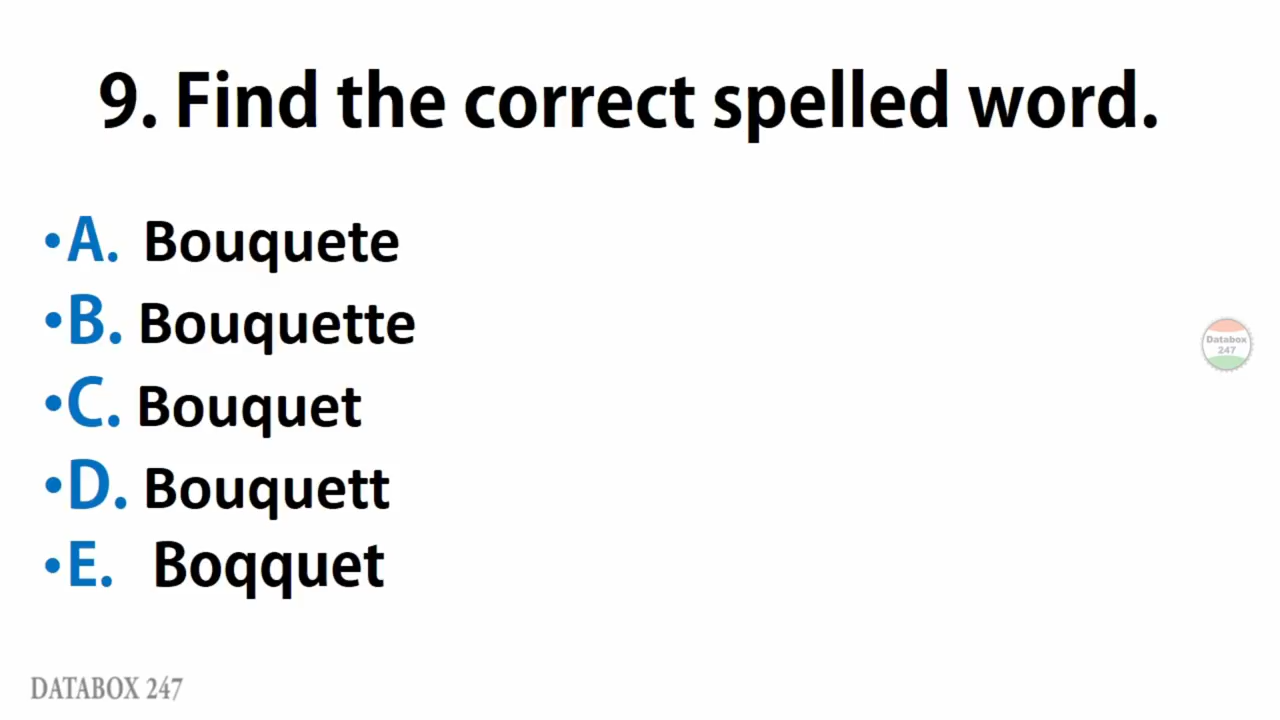 9. Find the correct spelled word.
•A. Bouquete
•B. Bouquette
•C. Bouquet
Databox
247
•D. Bouquett
•E. Boqquet
DATABOX 247